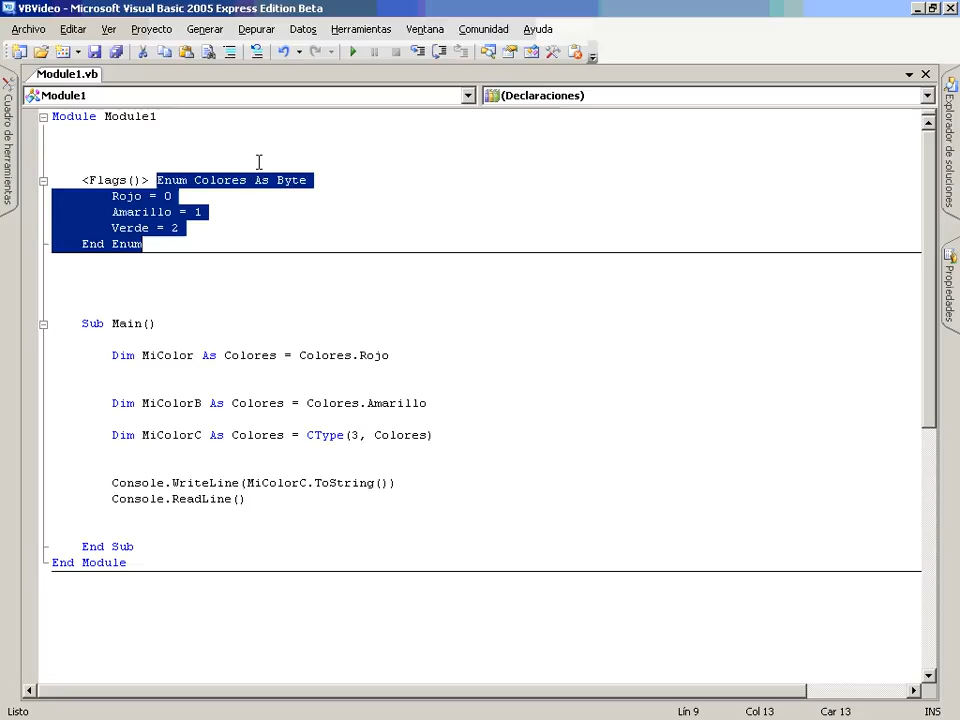 VBVideo - Microsoft Visual Basic 2005 Express Edition Beta
Archivo Editar Ver Proyecto Generar Depurar Datos Herramientas Ventana Comunidad Ayuda
Module1.vb
Module1 (Declaraciones)
Cuadro de herramientas
Explorador de soluciones
Propiedades
Module Module1
<Flags()> Enum Colores As Byte
Rojo = 0
Amarillo = 1
Verde = 2
End Enum
Sub Main()
Dim MiColor As Colores = Colores.Rojo
Dim MiColorB As Colores = Colores.Amarillo
Dim MiColorC As Colores = CType(3, Colores)
Console.WriteLine(MiColorC.ToString())
Console.ReadLine()
End Sub
End Module
Listo Lín 9 Col 13 Car 13 INS